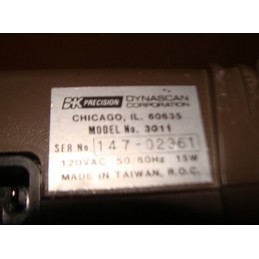 BK PRECISION DYNASCAN CORPORATION
CHICAGO, IL. 60635
MODEL No. 3011
SER. No. 147-02361
120VAC 50/60Hz 15W
MADE IN TAIWAN, R.O.C.